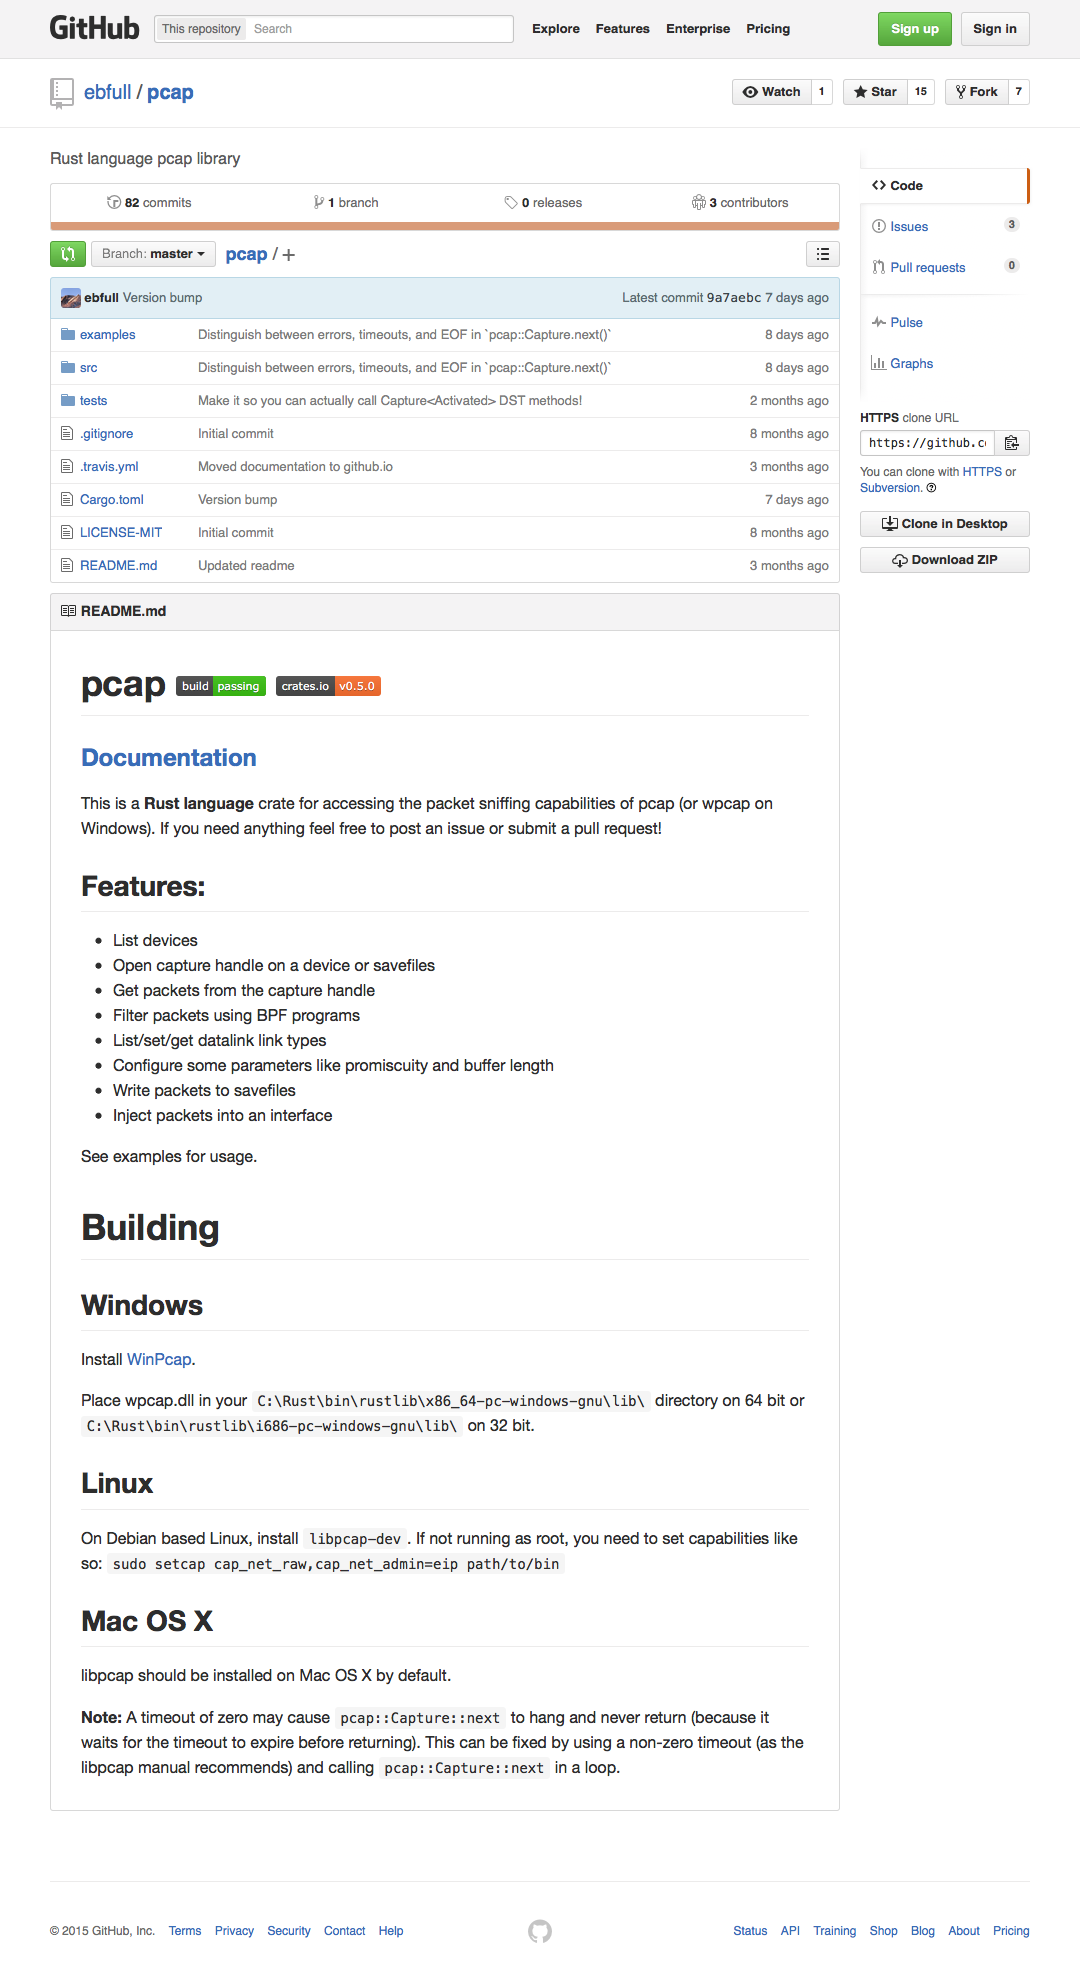 GitHub This repository Search Explore Features Enterprise Pricing Sign up Sign in
ebfull / pcap Watch 1 Star 15 Fork 7
Rust language pcap library
82 commits 1 branch 0 releases 3 contributors
Branch: master pcap / +
ebfull Version bump Latest commit 9a7aebc 7 days ago
examples Distinguish between errors, timeouts, and EOF in `pcap::Capture.next()` 8 days ago
src Distinguish between errors, timeouts, and EOF in `pcap::Capture.next()` 8 days ago
tests Make it so you can actually call Capture<Activated> DST methods! 2 months ago
.gitignore Initial commit 8 months ago
.travis.yml Moved documentation to github.io 3 months ago
Cargo.toml Version bump 7 days ago
LICENSE-MIT Initial commit 8 months ago
README.md Updated readme 3 months ago
Code
Issues 3
Pull requests 0
Pulse
Graphs
HTTPS clone URL
https://github.c
You can clone with HTTPS or
Subversion.
Clone in Desktop
Download ZIP
README.md
pcap build passing crates.io v0.5.0
Documentation
This is a Rust language crate for accessing the packet sniffing capabilities of pcap (or wpcap on
Windows). If you need anything feel free to post an issue or submit a pull request!
Features:
• List devices
• Open capture handle on a device or savefiles
• Get packets from the capture handle
• Filter packets using BPF programs
• List/set/get datalink link types
• Configure some parameters like promiscuity and buffer length
• Write packets to savefiles
• Inject packets into an interface
See examples for usage.
Building
Windows
Install WinPcap.
Place wpcap.dll in your C:\Rust\bin\rustlib\x86_64-pc-windows-gnu\lib\ directory on 64 bit or
C:\Rust\bin\rustlib\i686-pc-windows-gnu\lib\ on 32 bit.
Linux
On Debian based Linux, install libpcap-dev. If not running as root, you need to set capabilities like
so: sudo setcap cap_net_raw,cap_net_admin=eip path/to/bin
Mac OS X
libpcap should be installed on Mac OS X by default.
Note: A timeout of zero may cause pcap::Capture::next to hang and never return (because it
waits for the timeout to expire before returning). This can be fixed by using a non-zero timeout (as the
libpcap manual recommends) and calling pcap::Capture::next in a loop.
© 2015 GitHub, Inc. Terms Privacy Security Contact Help Status API Training Shop Blog About Pricing